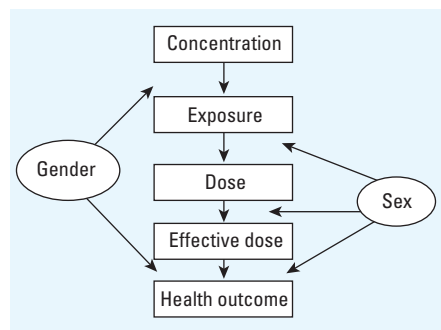 Concentration
Exposure
Gender
Dose
Sex
Effective dose
Health outcome